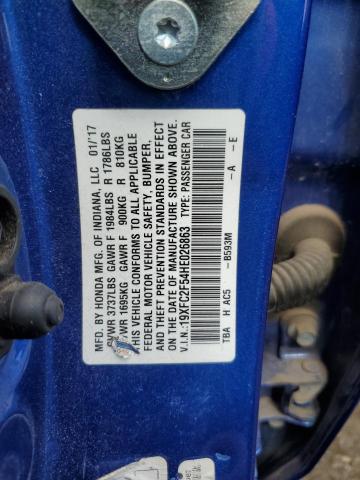 MFD. BY HONDA MFG. OF INDIANA, LLC 01/'17
GVWR 3737LBS GAWR F 1984LBS R 1786LBS
GVWR 1695KG GAWR F 900KG R 810KG
THIS VEHICLE CONFORMS TO ALL APPLICABLE
FEDERAL MOTOR VEHICLE SAFETY, BUMPER,
AND THEFT PREVENTION STANDARDS IN EFFECT
ON THE DATE OF MANUFACTURE SHOWN ABOVE.
V.I.N.:19XFC2F54HE026863 TYPE: PASSENGER CAR
TBA H AC5 - B593M - A - E